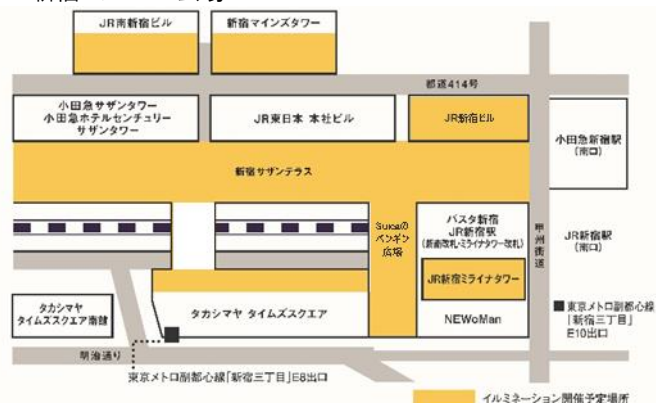 JR南新宿ビル
新宿マインズタワー
都道414号
小田急サザンタワー
小田急ホテルセンチュリー
サザンタワー
JR東日本 本社ビル
JR新宿ビル
小田急新宿駅
(南口)
新宿サザンテラス
Suicaの
ペンギン
広場
バスタ新宿
JR新宿駅
(新南改札・ミライナタワー改札)
甲州街道
JR新宿駅
(南口)
JR新宿ミライナタワー
タカシマヤ
タイムズスクエア南館
タカシマヤ タイムズスクエア
NEWoMan
東京メトロ副都心線
「新宿三丁目」
E10出口
明治通り
東京メトロ副都心線「新宿三丁目」E8出口
イルミネーション開催予定場所